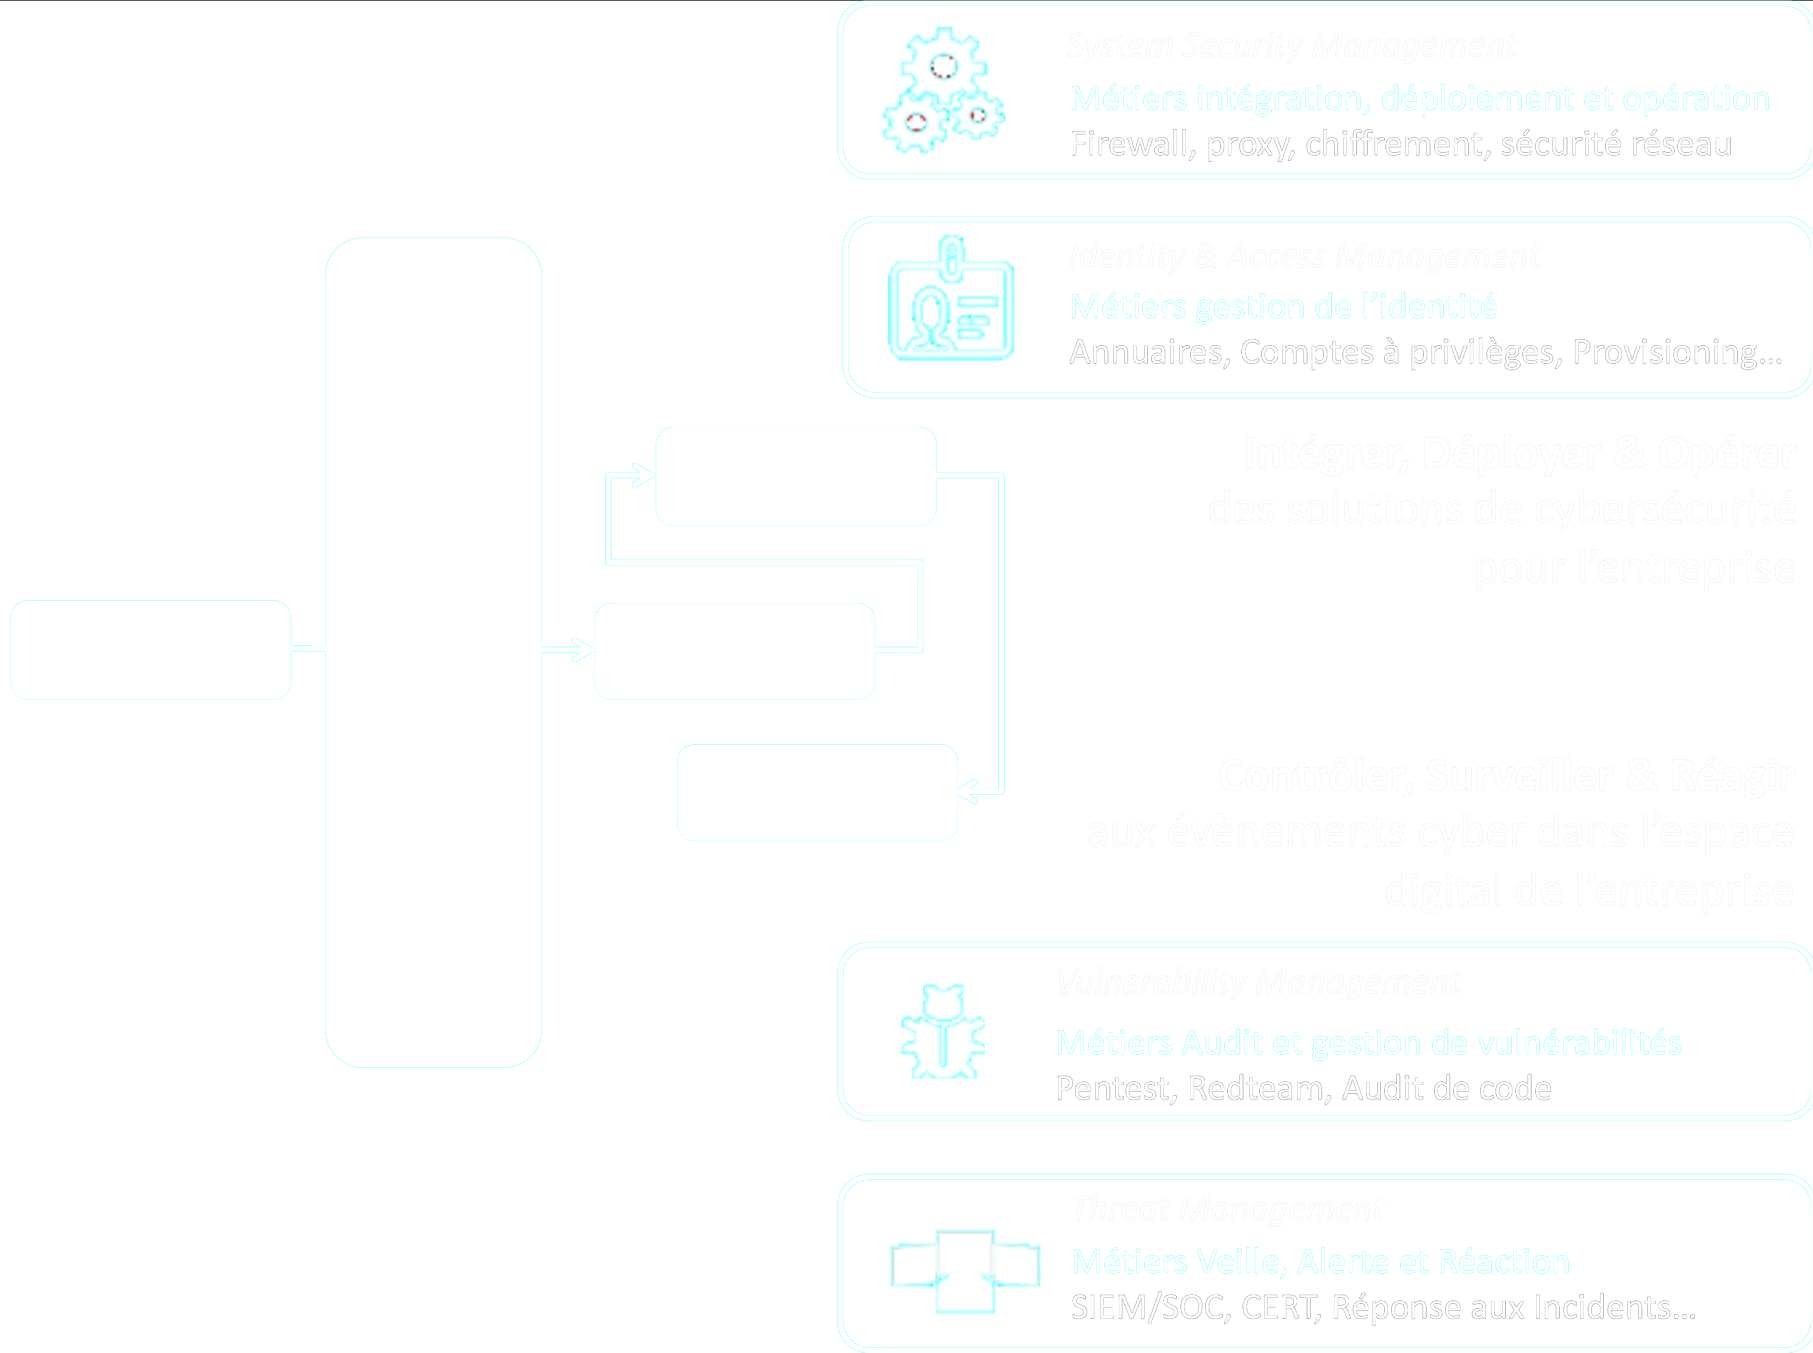 System Security Management
Métiers intégration, déploiement et opération
Firewall, proxy, chiffrement, sécurité réseau
Identity & Access Management
Métiers gestion de l’identité
Annuaires, Comptes à privilèges, Provisioning...
Intégrer, Déployer & Opérer
des solutions de cybersécurité
pour l’entreprise
Contrôler, Surveiller & Réagir
aux évènements cyber dans l’espace
digital de l’entreprise
Vulnerability Management
Métiers Audit et gestion de vulnérabilités
Pentest, Redteam, Audit de code
Threat Management
Métiers Veille, Alerte et Réaction
SIEM/SOC, CERT, Réponse aux Incidents...